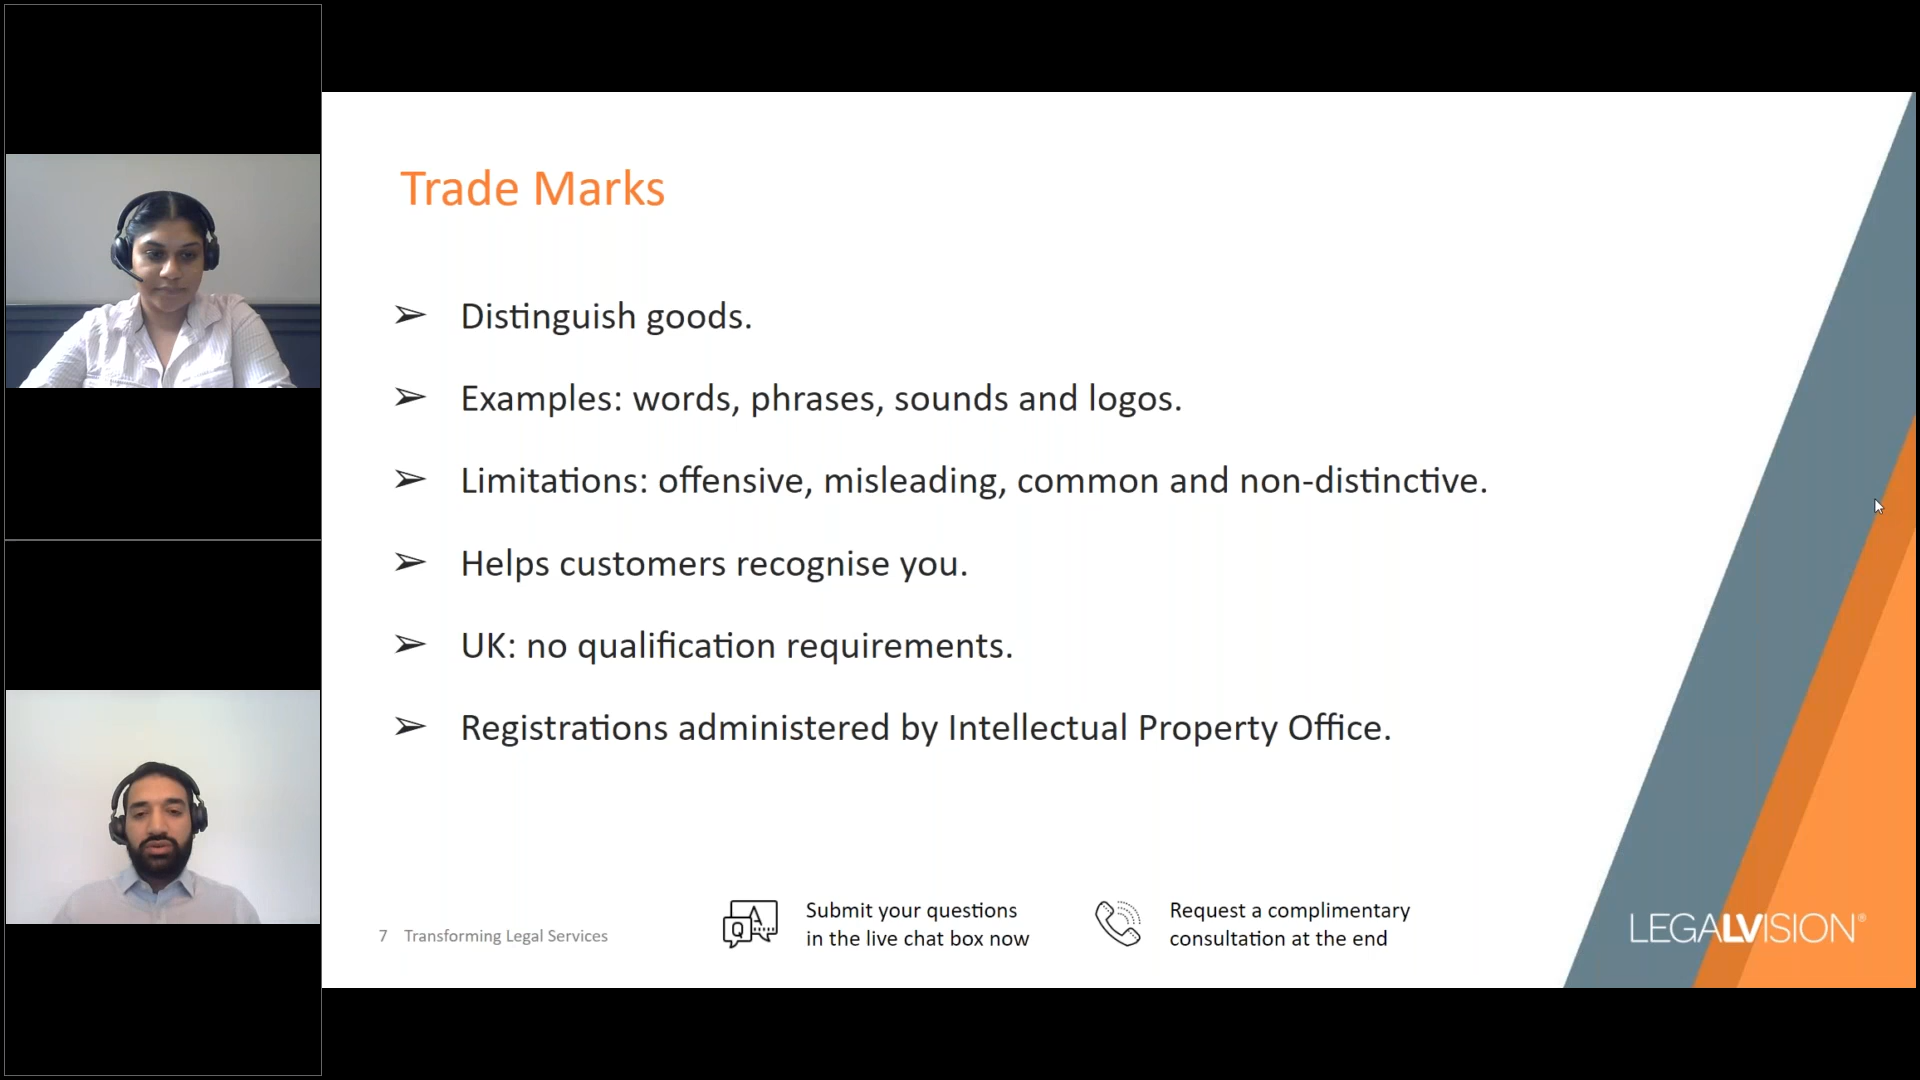 Trade Marks
➢ Distinguish goods.
➢ Examples: words, phrases, sounds and logos.
➢ Limitations: offensive, misleading, common and non-distinctive.
➢ Helps customers recognise you.
➢ UK: no qualification requirements.
➢ Registrations administered by Intellectual Property Office.
7 Transforming Legal Services
Q A
Submit your questions
in the live chat box now
Request a complimentary
consultation at the end
LEGALVISION®